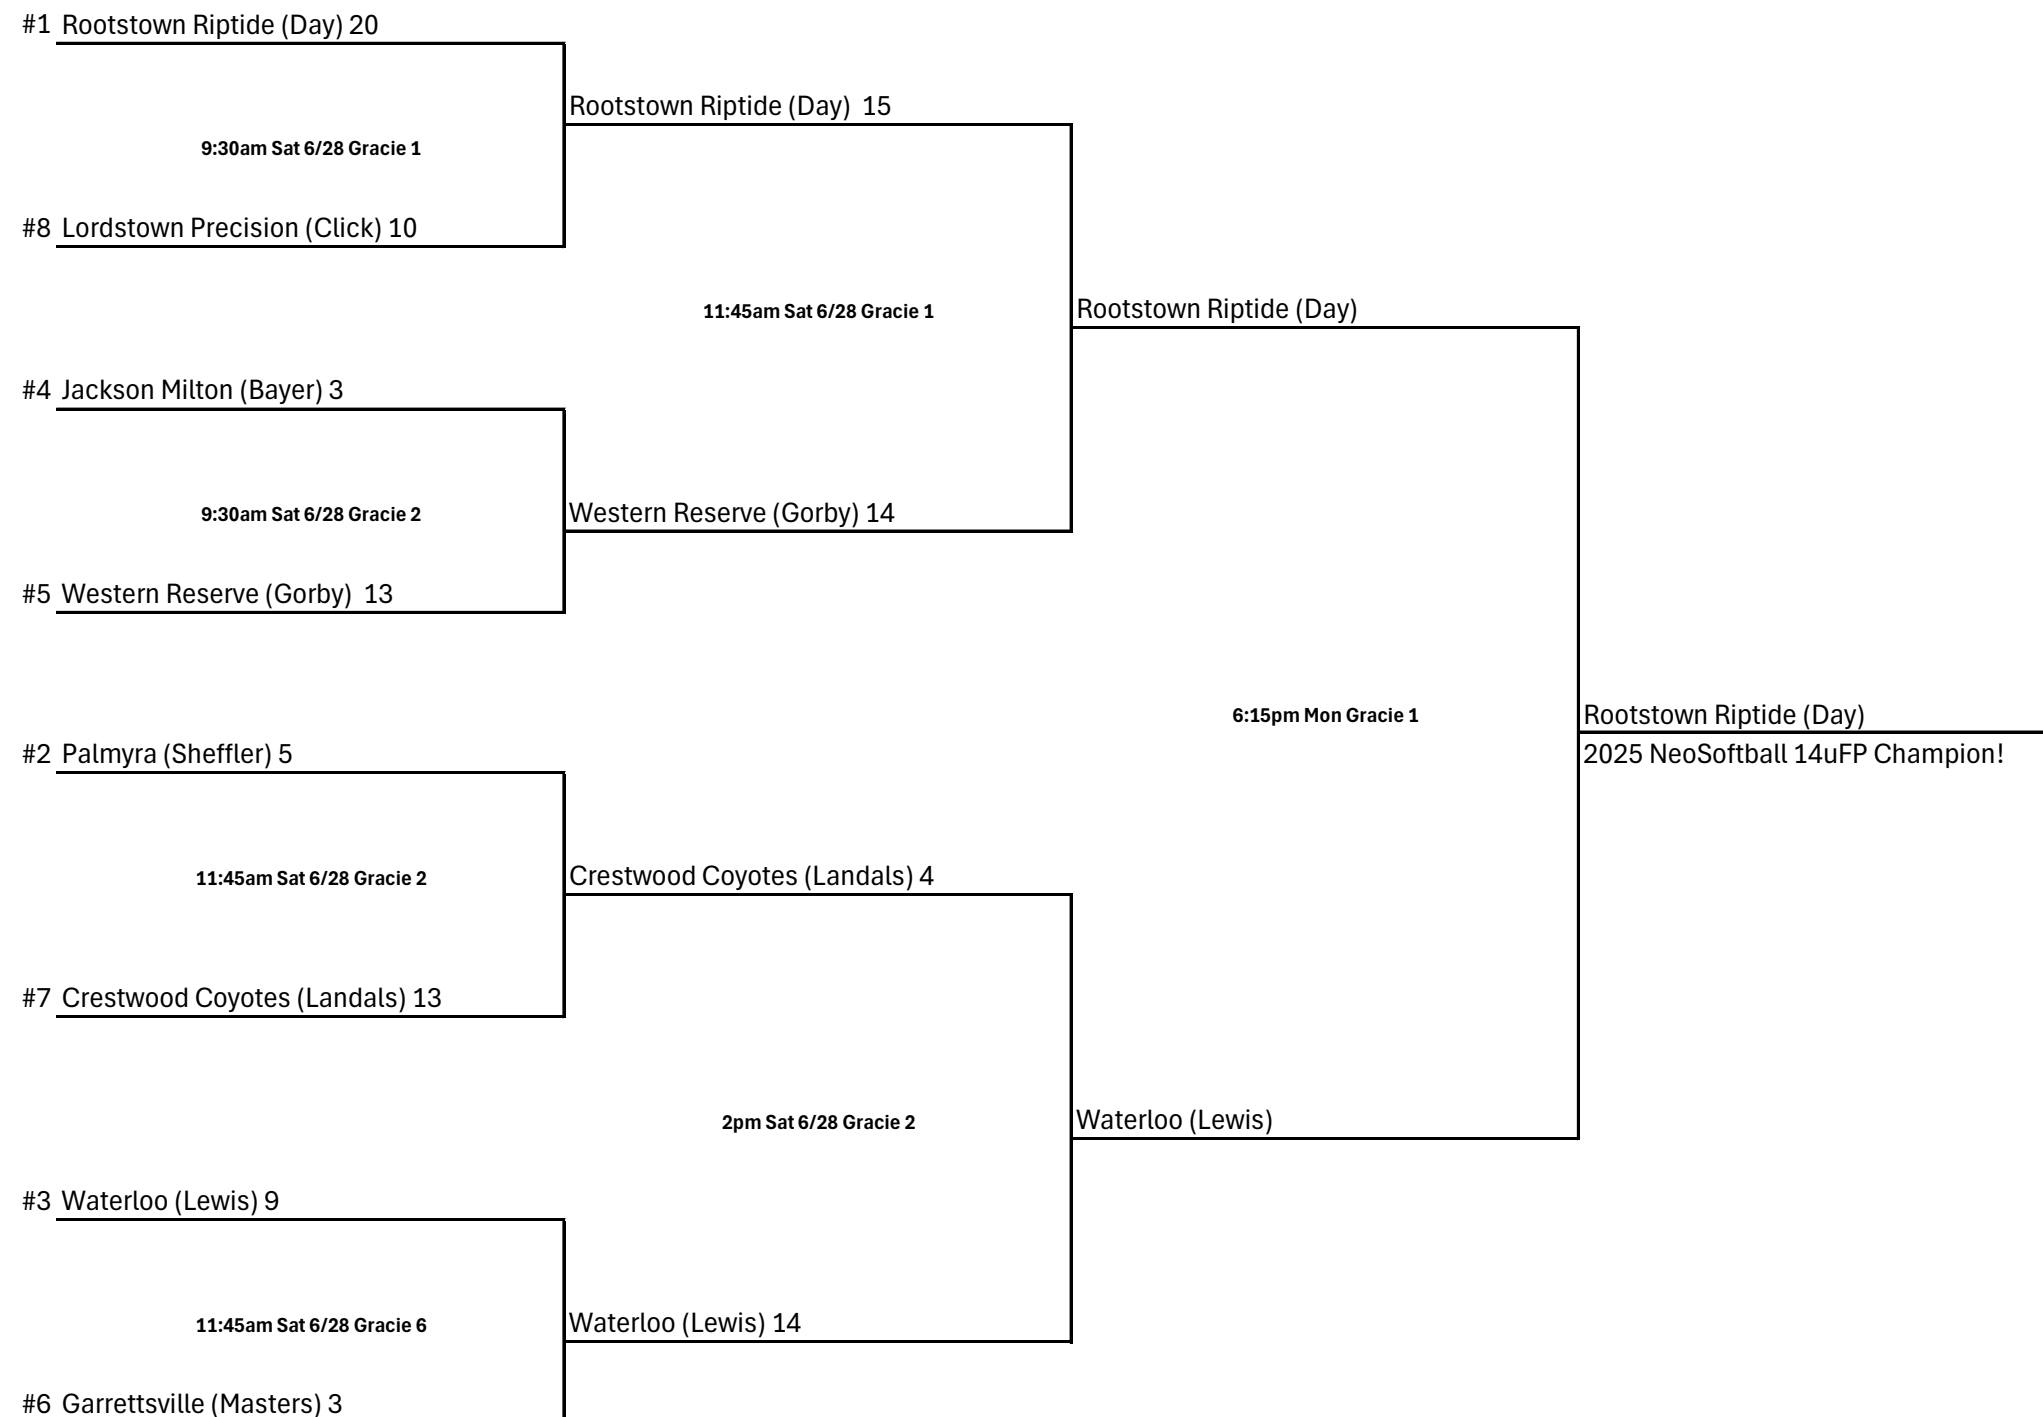 #1 Rootstown Riptide (Day) 20
Rootstown Riptide (Day) 15
9:30am Sat 6/28 Gracie 1
#8 Lordstown Precision (Click) 10
11:45am Sat 6/28 Gracie 1
Rootstown Riptide (Day)
#4 Jackson Milton (Bayer) 3
9:30am Sat 6/28 Gracie 2
Western Reserve (Gorby) 14
#5 Western Reserve (Gorby) 13
6:15pm Mon Gracie 1
Rootstown Riptide (Day)
2025 NeoSoftball 14uFP Champion!
#2 Palmyra (Sheffler) 5
11:45am Sat 6/28 Gracie 2
Crestwood Coyotes (Landals) 4
#7 Crestwood Coyotes (Landals) 13
2pm Sat 6/28 Gracie 2
Waterloo (Lewis)
#3 Waterloo (Lewis) 9
11:45am Sat 6/28 Gracie 6
Waterloo (Lewis) 14
#6 Garrettsville (Masters) 3